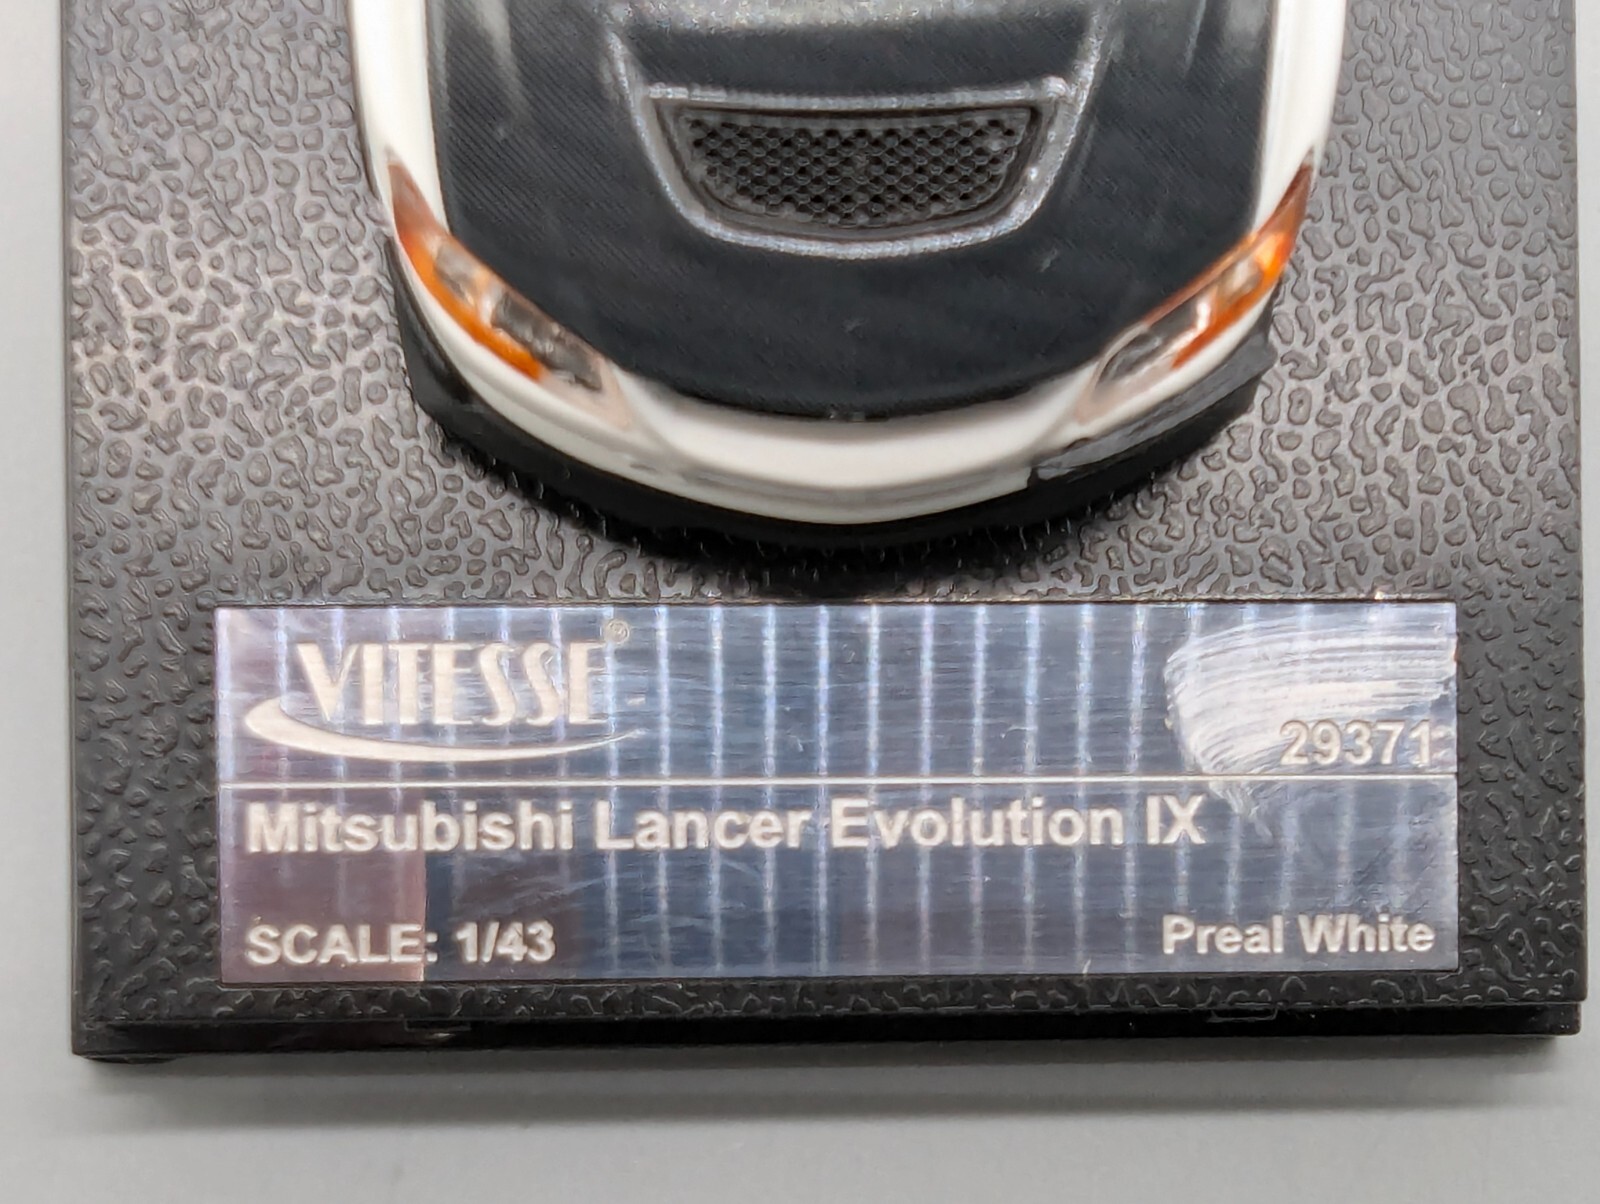 VITESSE®
29371
Mitsubishi Lancer Evolution IX
SCALE: 1/43
Preal White